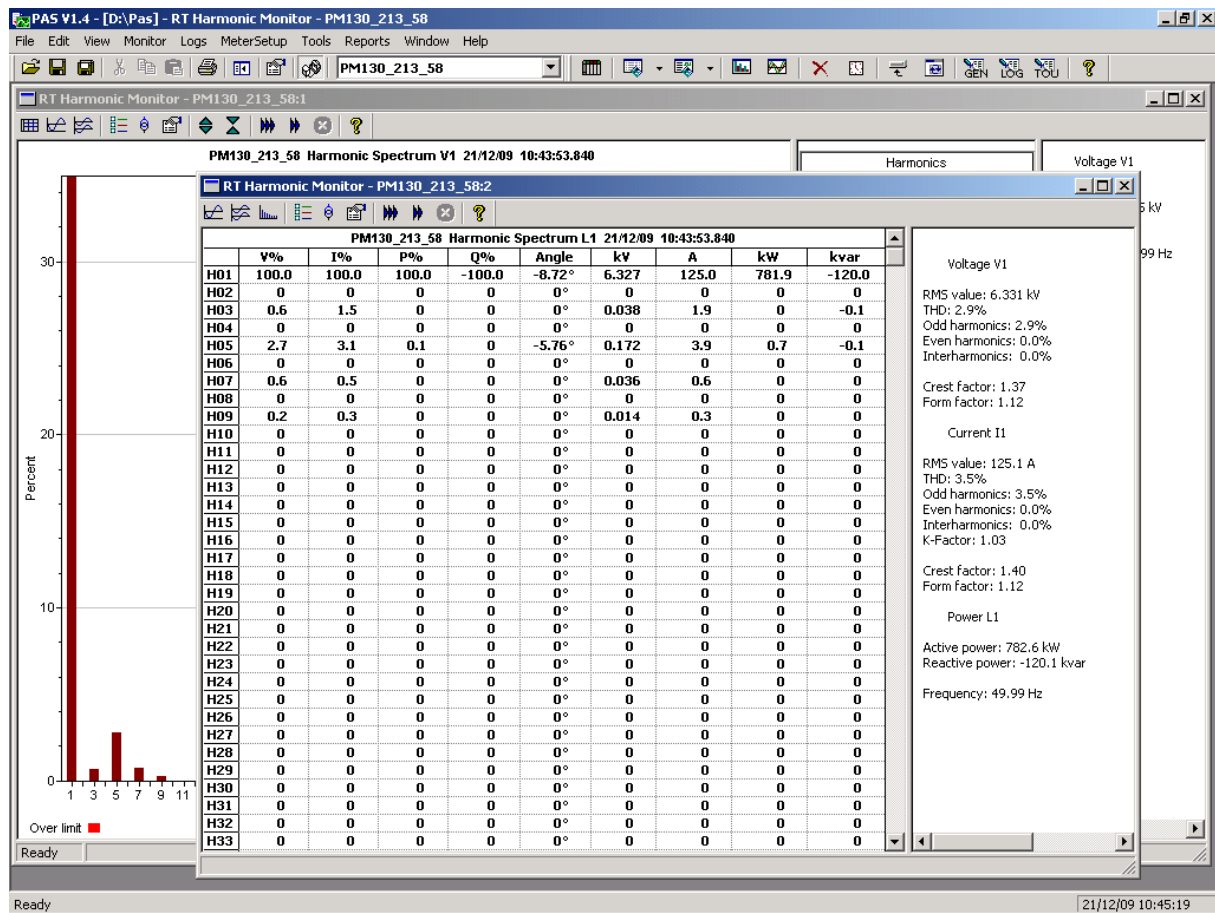 PAS V1.4 - [D:\Pas] - RT Harmonic Monitor - PM130_213_58
File Edit View Monitor Logs MeterSetup Tools Reports Window Help
PM130_213_58 GEN LOG TOU
RT Harmonic Monitor - PM130_213_58:1
PM130_213_58 Harmonic Spectrum V1 21/12/09 10:43:53.840
Harmonics
Voltage V1
5 kV
99 Hz
30
20
10
0
Percent
1 3 5 7 9 11
Over limit
Ready
RT Harmonic Monitor - PM130_213_58:2
PM130_213_58 Harmonic Spectrum L1 21/12/09 10:43:53.840
V% I% P% Q% Angle kV A kW kvar
H01 100.0 100.0 100.0 -100.0 -8.72° 6.327 125.0 781.9 -120.0
H02 0 0 0 0 0° 0 0 0 0
H03 0.6 1.5 0 0 0° 0.038 1.9 0 -0.1
H04 0 0 0 0 0° 0 0 0 0
H05 2.7 3.1 0.1 0 -5.76° 0.172 3.9 0.7 -0.1
H06 0 0 0 0 0° 0 0 0 0
H07 0.6 0.5 0 0 0° 0.036 0.6 0 0
H08 0 0 0 0 0° 0 0 0 0
H09 0.2 0.3 0 0 0° 0.014 0.3 0 0
H10 0 0 0 0 0° 0 0 0 0
H11 0 0 0 0 0° 0 0 0 0
H12 0 0 0 0 0° 0 0 0 0
H13 0 0 0 0 0° 0 0 0 0
H14 0 0 0 0 0° 0 0 0 0
H15 0 0 0 0 0° 0 0 0 0
H16 0 0 0 0 0° 0 0 0 0
H17 0 0 0 0 0° 0 0 0 0
H18 0 0 0 0 0° 0 0 0 0
H19 0 0 0 0 0° 0 0 0 0
H20 0 0 0 0 0° 0 0 0 0
H21 0 0 0 0 0° 0 0 0 0
H22 0 0 0 0 0° 0 0 0 0
H23 0 0 0 0 0° 0 0 0 0
H24 0 0 0 0 0° 0 0 0 0
H25 0 0 0 0 0° 0 0 0 0
H26 0 0 0 0 0° 0 0 0 0
H27 0 0 0 0 0° 0 0 0 0
H28 0 0 0 0 0° 0 0 0 0
H29 0 0 0 0 0° 0 0 0 0
H30 0 0 0 0 0° 0 0 0 0
H31 0 0 0 0 0° 0 0 0 0
H32 0 0 0 0 0° 0 0 0 0
H33 0 0 0 0 0° 0 0 0 0
Voltage V1
RMS value: 6.331 kV
THD: 2.9%
Odd harmonics: 2.9%
Even harmonics: 0.0%
Interharmonics: 0.0%
Crest factor: 1.37
Form factor: 1.12
Current I1
RMS value: 125.1 A
THD: 3.5%
Odd harmonics: 3.5%
Even harmonics: 0.0%
Interharmonics: 0.0%
K-Factor: 1.03
Crest factor: 1.40
Form factor: 1.12
Power L1
Active power: 782.6 kW
Reactive power: -120.1 kvar
Frequency: 49.99 Hz
Ready
21/12/09 10:45:19